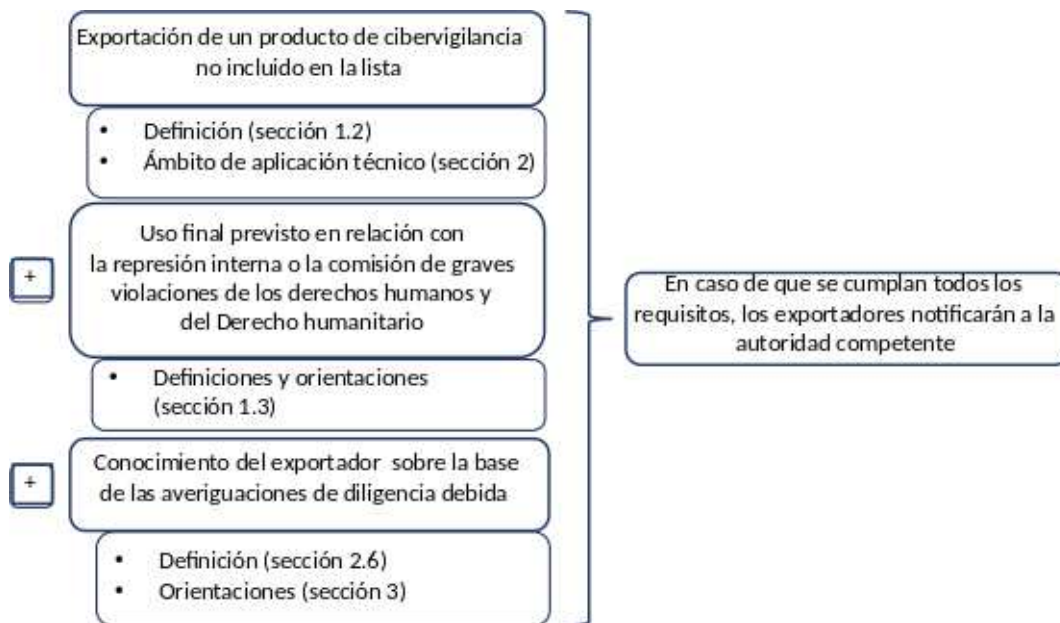 Exportación de un producto de cibervigilancia
no incluido en la lista
• Definición (sección 1.2)
• Ámbito de aplicación técnico (sección 2)
+
Uso final previsto en relación con
la represión interna o la comisión de graves
violaciones de los derechos humanos y
del Derecho humanitario
• Definiciones y orientaciones
(sección 1.3)
+
Conocimiento del exportador sobre la base
de las averiguaciones de diligencia debida
• Definición (sección 2.6)
• Orientaciones (sección 3)
En caso de que se cumplan todos los
requisitos, los exportadores notificarán a la
autoridad competente